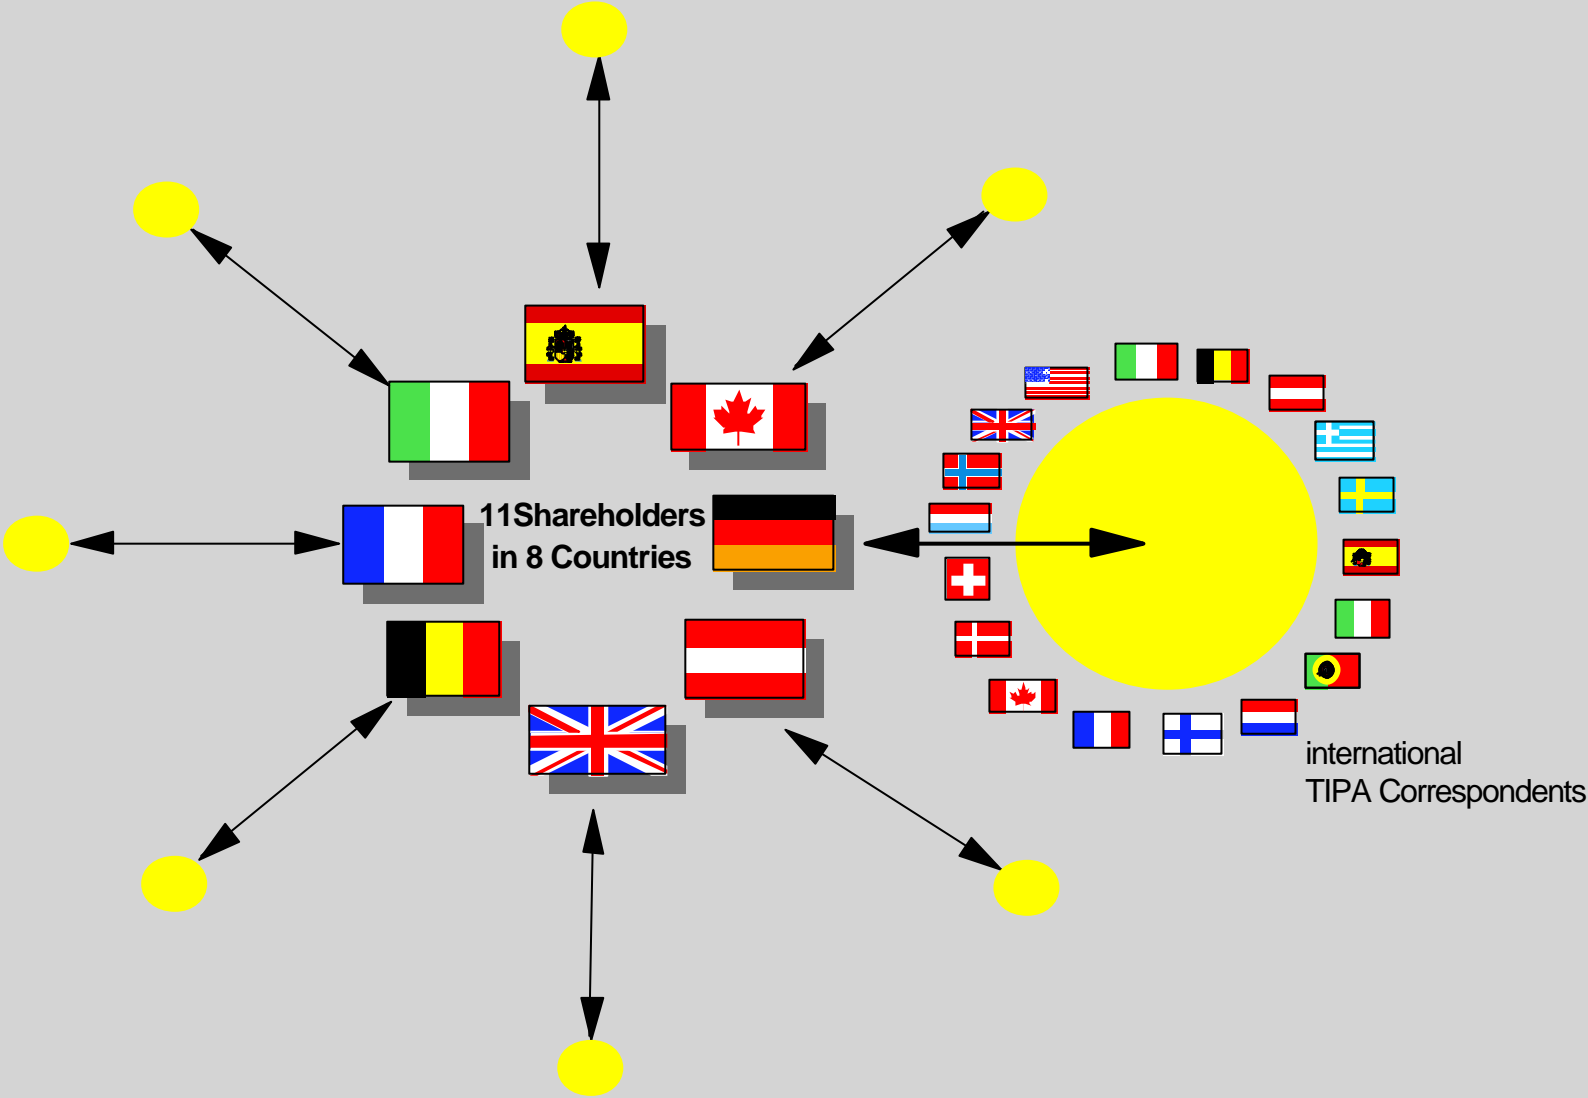 11Shareholders
in 8 Countries
international
TIPA Correspondents